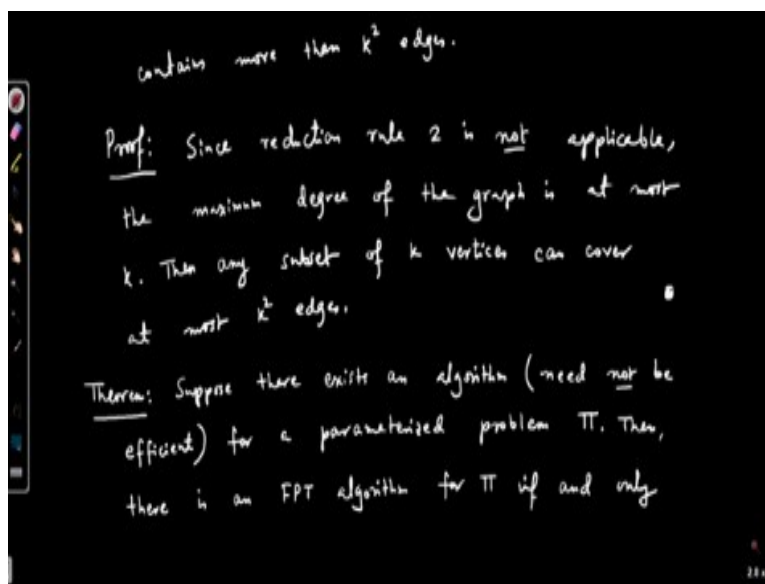 contains more than k² edges.
Proof: Since reduction rule 2 is not applicable,
the maximum degree of the graph is at most
k. Then any subset of k vertices can cover
at most k² edges.
Theorem: Suppose there exists an algorithm (need not be
efficient) for a parameterized problem Π. Then,
there is an FPT algorithm for Π if and only